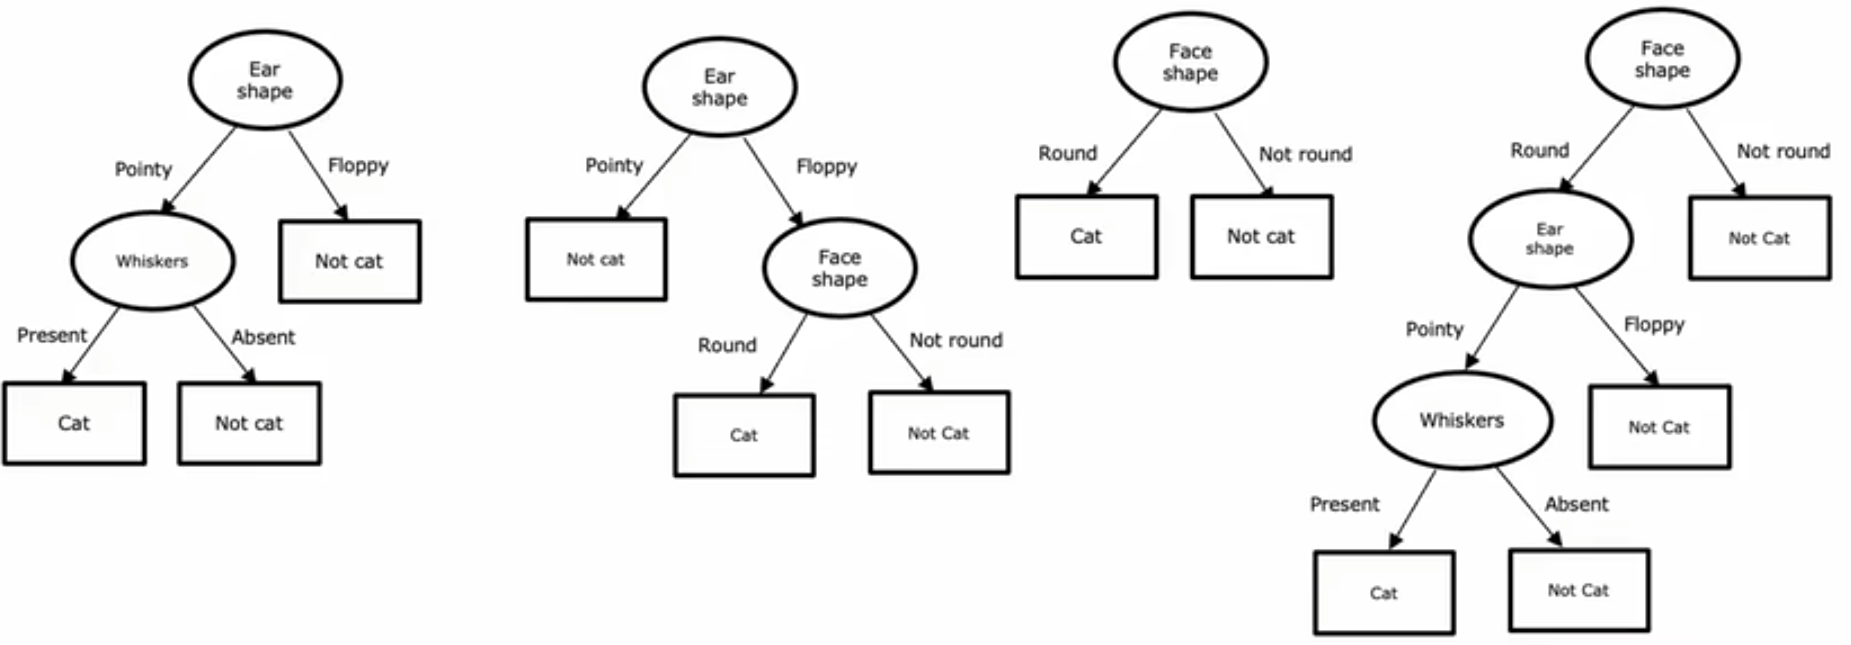 Ear
shape
Pointy
Floppy
Whiskers
Not cat
Present
Absent
Cat
Not cat
Ear
shape
Pointy
Floppy
Not cat
Face
shape
Round
Not round
Cat
Not Cat
Face
shape
Round
Not round
Cat
Not cat
Face
shape
Round
Not round
Ear
shape
Not Cat
Pointy
Floppy
Whiskers
Not Cat
Present
Absent
Cat
Not Cat